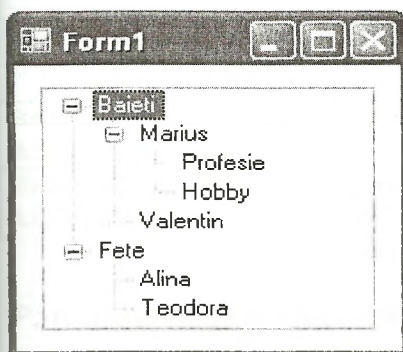 Form1
Baieti
Marius
Profesie
Hobby
Valentin
Fete
Alina
Teodora